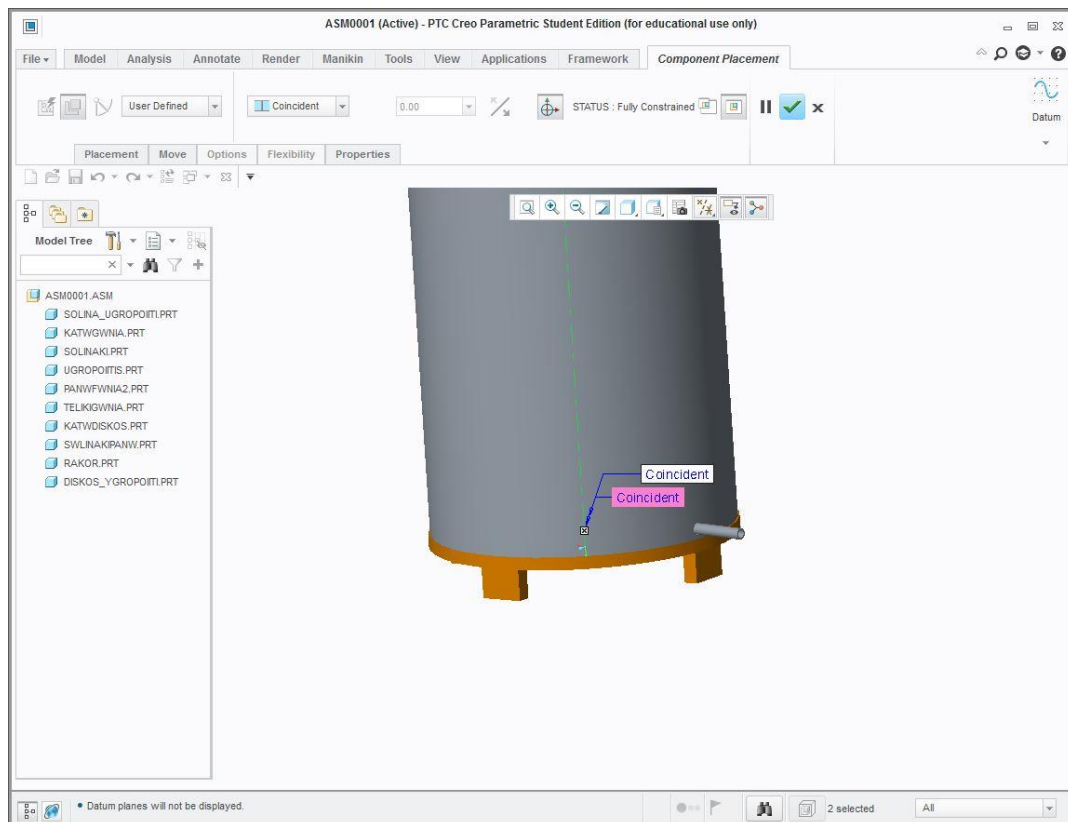 ASM0001 (Active) - PTC Creo Parametric Student Edition (for educational use only)
File Model Analysis Annotate Render Manikin Tools View Applications Framework Component Placement
User Defined Coincident 0.00 STATUS : Fully Constrained
Datum
Placement Move Options Flexibility Properties
Model Tree
ASM0001.ASM
SOLINA_UGROPOIITI.PRT
KATWGWNIA.PRT
SOLINAKI.PRT
UGROPOIITIS.PRT
PANWFWNIA2.PRT
TELIKIGWNIA.PRT
KATWDISKOS.PRT
SWLINAKIPANW.PRT
RAKOR.PRT
DISKOS_YGROPOIITI.PRT
Coincident
Coincident
Datum planes will not be displayed.
2 selected All